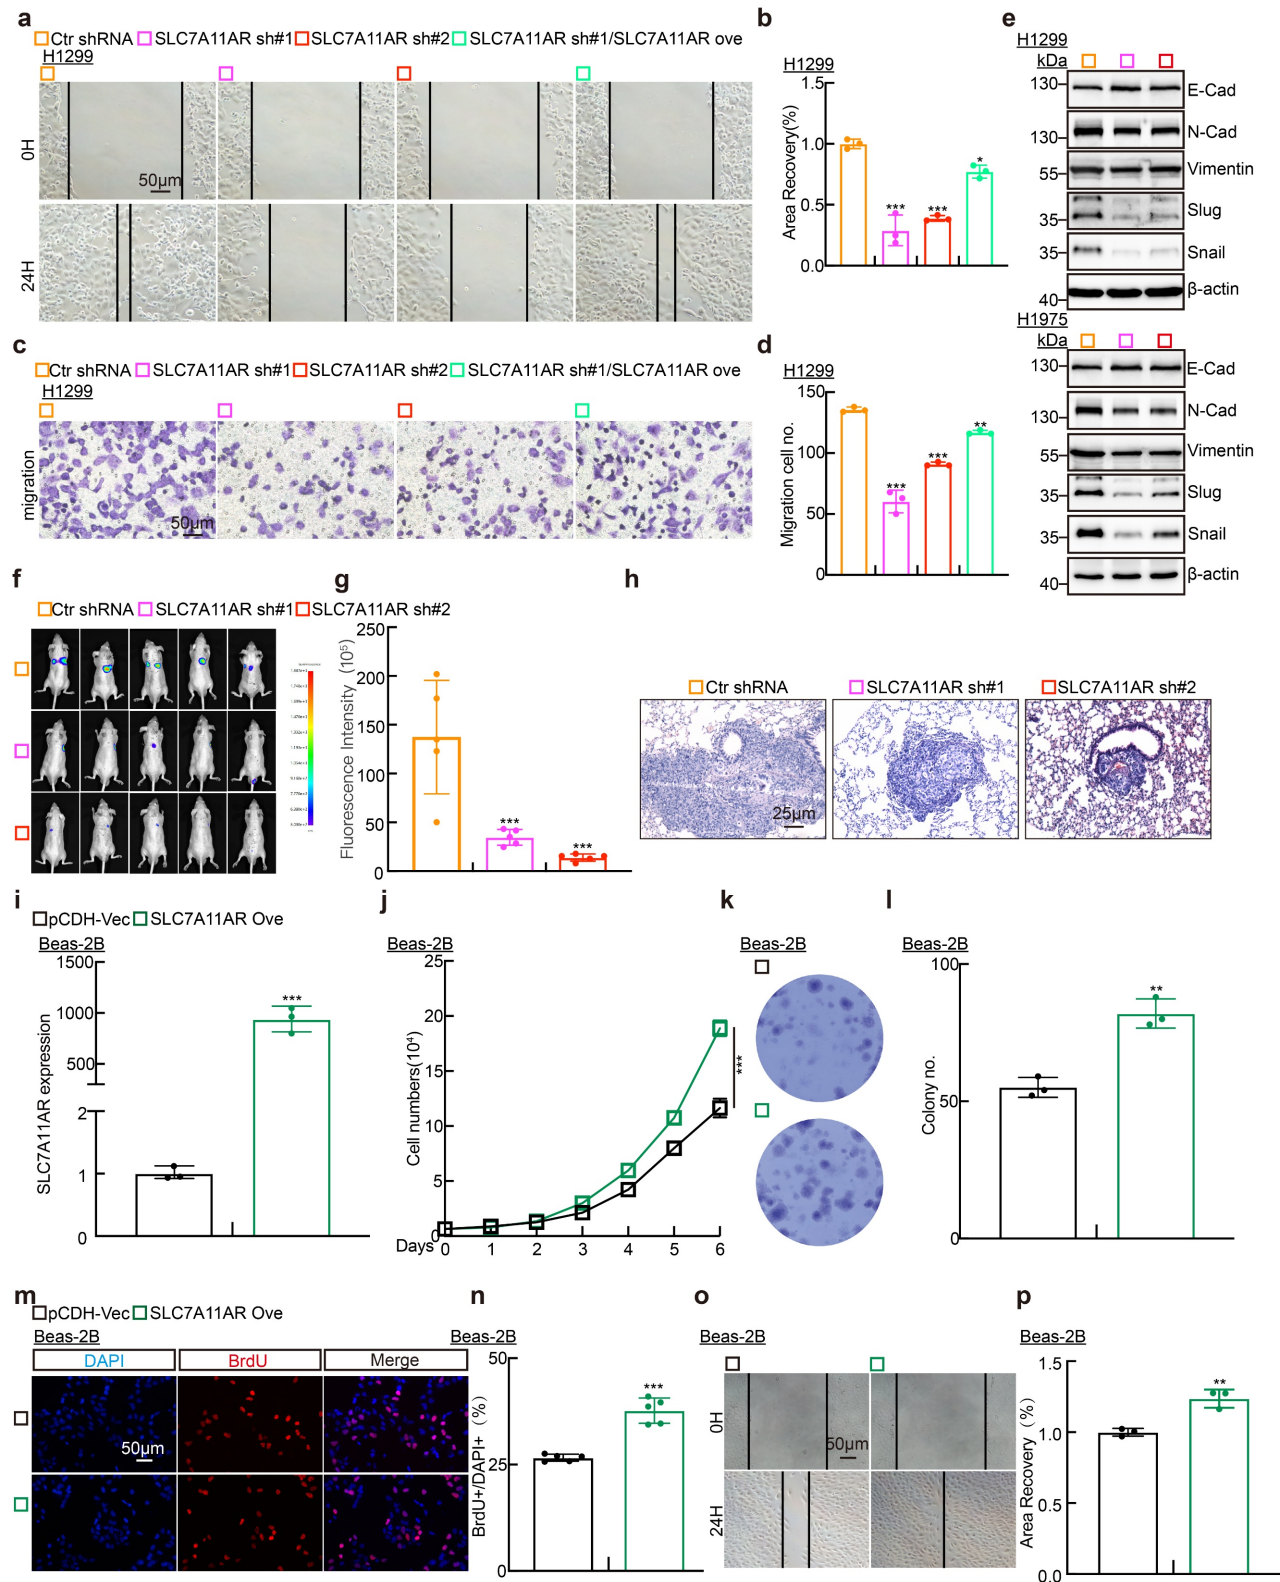 a
Ctr shRNA SLC7A11AR sh#1 SLC7A11AR sh#2 SLC7A11AR sh#1/SLC7A11AR ove
H1299
0H
50μm
24H
b
H1299
Area Recovery(%)
1.5
1.0
0.5
0.0
***
***
*
c
Ctr shRNA SLC7A11AR sh#1 SLC7A11AR sh#2 SLC7A11AR sh#1/SLC7A11AR ove
H1299
migration
50μm
d
H1299
Migration cell no.
150
100
50
0
***
***
**
e
H1299
kDa
130 E-Cad
130 N-Cad
55 Vimentin
35 Slug
35 Snail
40 β-actin
H1975
kDa
130 E-Cad
130 N-Cad
55 Vimentin
35 Slug
35 Snail
40 β-actin
f
Ctr shRNA SLC7A11AR sh#1 SLC7A11AR sh#2
g
Fluorescence Intensity (10⁵)
250
200
150
100
50
0
***
***
h
Ctr shRNA SLC7A11AR sh#1 SLC7A11AR sh#2
25μm
i
pCDH-Vec SLC7A11AR Ove
Beas-2B
SLC7A11AR expression
1500
1000
500
2
1
0
***
j
Beas-2B
Cell numbers(10⁴)
25
20
15
10
5
0
Days 0 1 2 3 4 5 6
***
k
Beas-2B
l
Beas-2B
Colony no.
100
50
0
**
m
pCDH-Vec SLC7A11AR Ove
Beas-2B
DAPI BrdU Merge
50μm
n
Beas-2B
BrdU+/DAPI+ (%)
50
25
0
***
o
Beas-2B
0H
50μm
24H
p
Beas-2B
Area Recovery (%)
1.5
1.0
0.5
0.0
**